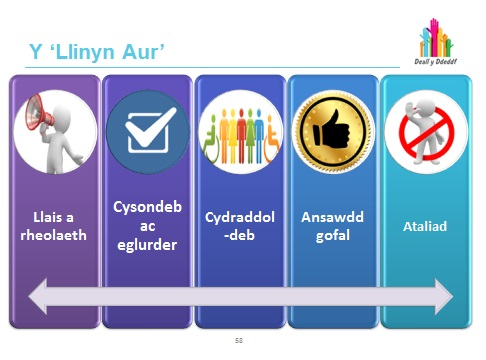 Y ‘Llinyn Aur’
Deall y Ddeddf
Llais a
rheolaeth
Cysondeb
ac
eglurder
Cydraddol
-deb
Ansawdd
gofal
Ataliad
58